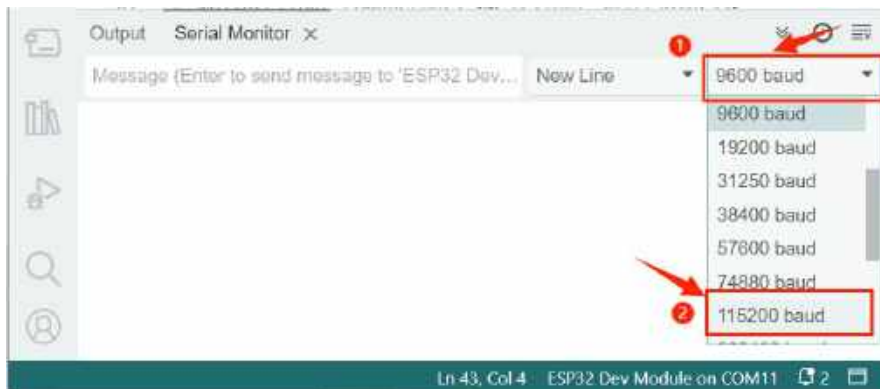 Output Serial Monitor ×
1
Message (Enter to send message to 'ESP32 Dev... New Line 9600 baud
9600 baud
19200 baud
31250 baud
38400 baud
57600 baud
74880 baud
2 115200 baud
Ln 43, Col 4 ESP32 Dev Module on COM11 2